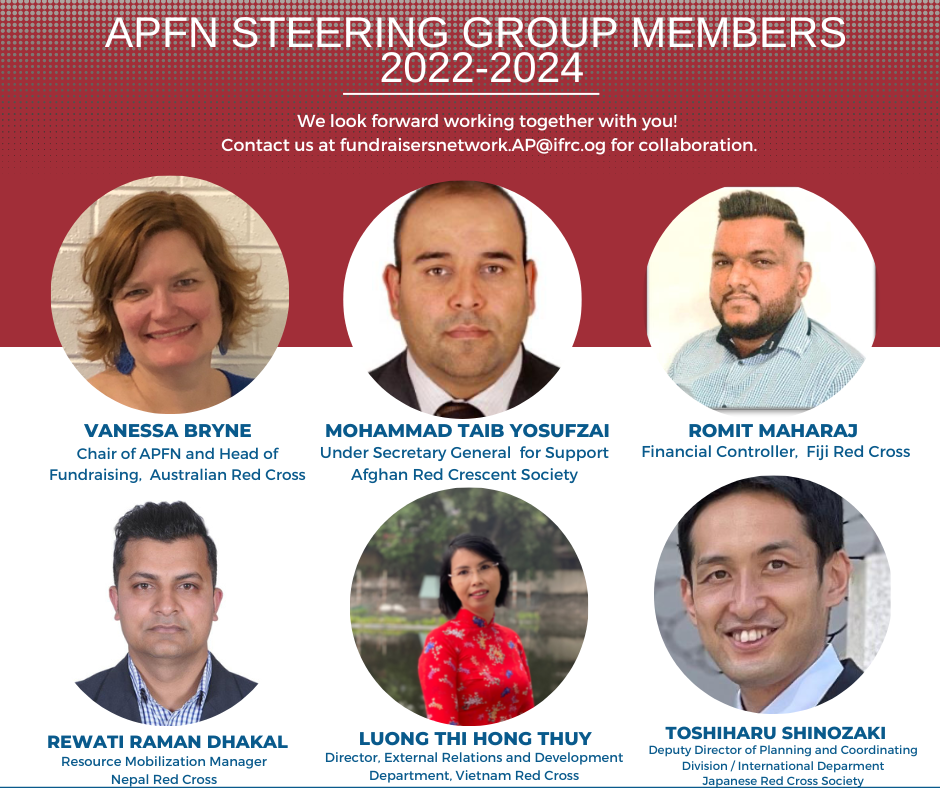 APFN STEERING GROUP MEMBERS
2022-2024
We look forward working together with you!
Contact us at fundraisersnetwork.AP@ifrc.og for collaboration.
VANESSA BRYNE
Chair of APFN and Head of
Fundraising, Australian Red Cross
MOHAMMAD TAIB YOSUFZAI
Under Secretary General for Support
Afghan Red Crescent Society
ROMIT MAHARAJ
Financial Controller, Fiji Red Cross
REWATI RAMAN DHAKAL
Resource Mobilization Manager
Nepal Red Cross
LUONG THI HONG THUY
Director, External Relations and Development
Department, Vietnam Red Cross
TOSHIHARU SHINOZAKI
Deputy Director of Planning and Coordinating
Division / International Deparment
Japanese Red Cross Society